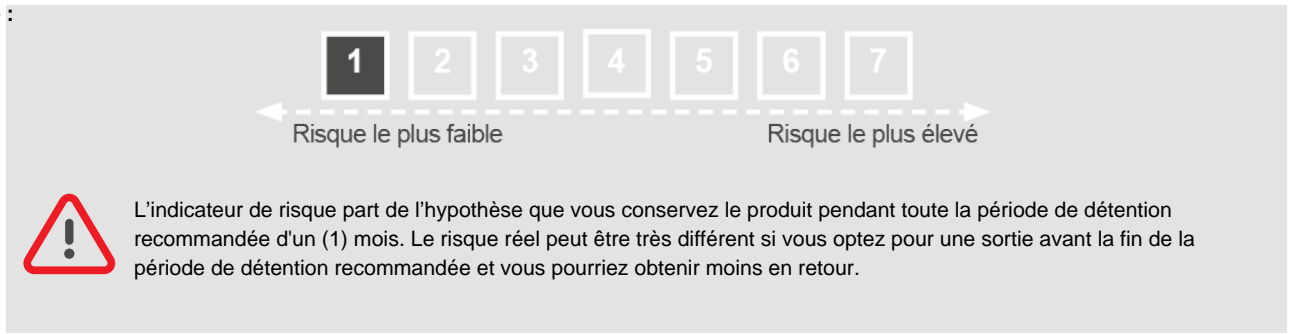 :
1 2 3 4 5 6 7
Risque le plus faible Risque le plus élevé
L'indicateur de risque part de l'hypothèse que vous conservez le produit pendant toute la période de détention
recommandée d'un (1) mois. Le risque réel peut être très différent si vous optez pour une sortie avant la fin de la
période de détention recommandée et vous pourriez obtenir moins en retour.